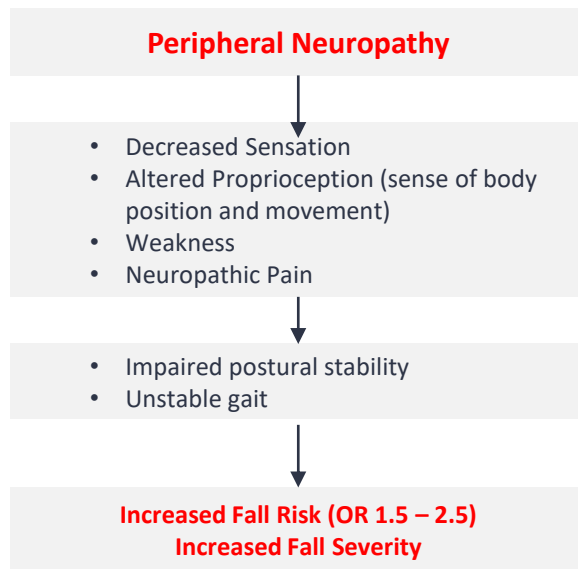 Peripheral Neuropathy
• Decreased Sensation
• Altered Proprioception (sense of body
position and movement)
• Weakness
• Neuropathic Pain
• Impaired postural stability
• Unstable gait
Increased Fall Risk (OR 1.5 – 2.5)
Increased Fall Severity